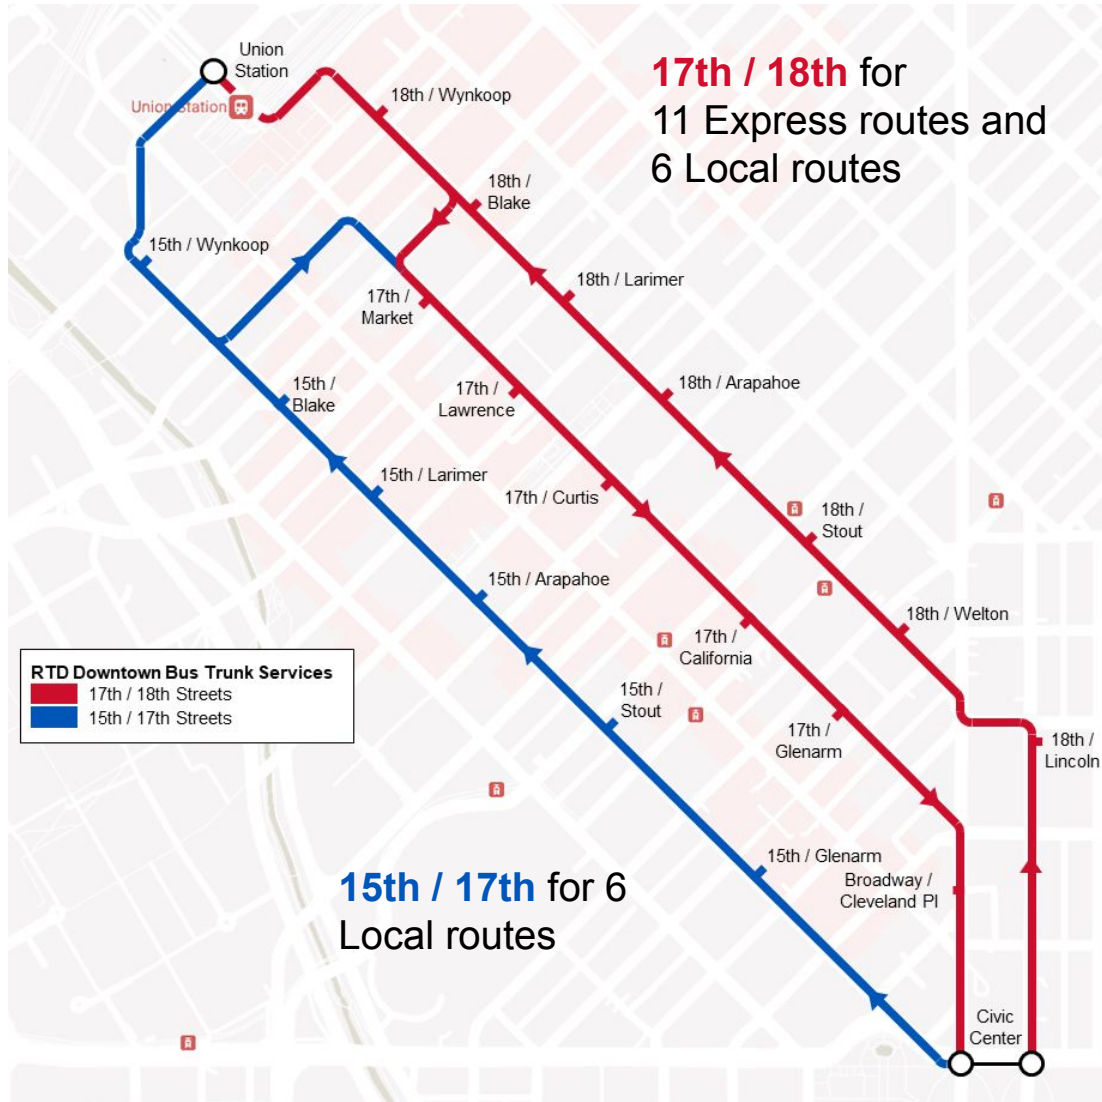 Union
Station
Union Station
17th / 18th for
11 Express routes and
6 Local routes
18th / Wynkoop
18th /
Blake
15th / Wynkoop
18th / Larimer
17th /
Market
18th / Arapahoe
15th /
Blake
17th /
Lawrence
15th / Larimer
17th / Curtis
18th /
Stout
15th / Arapahoe
18th / Welton
17th /
California
RTD Downtown Bus Trunk Services
17th / 18th Streets
15th / 17th Streets
15th /
Stout
17th /
Glenarm
18th /
Lincoln
15th / Glenarm
Broadway /
Cleveland Pl
15th / 17th for 6
Local routes
Civic
Center